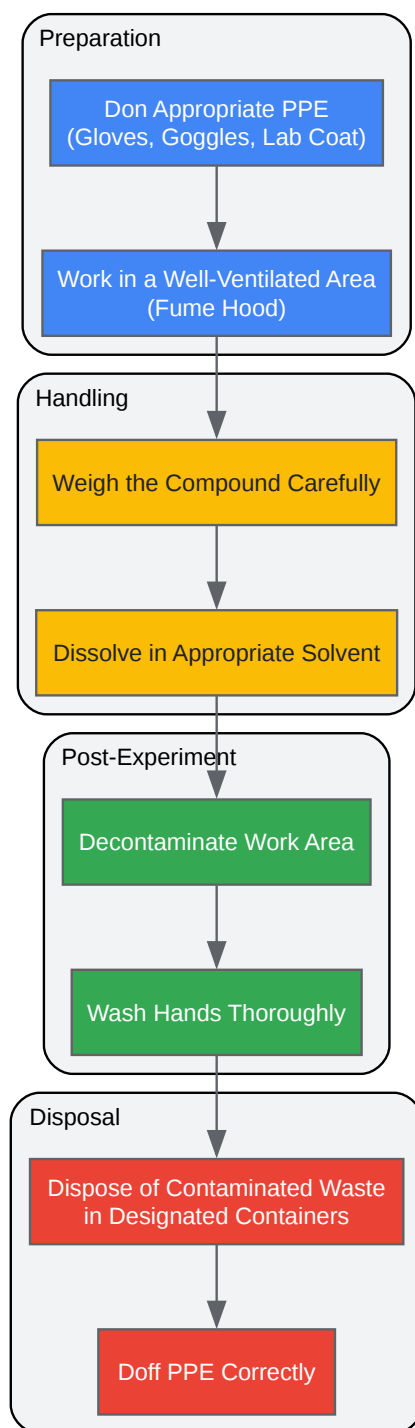 Preparation
Don Appropriate PPE
(Gloves, Goggles, Lab Coat)
Work in a Well-Ventilated Area
(Fume Hood)
Handling
Weigh the Compound Carefully
Dissolve in Appropriate Solvent
Post-Experiment
Decontaminate Work Area
Wash Hands Thoroughly
Disposal
Dispose of Contaminated Waste
in Designated Containers
Doff PPE Correctly